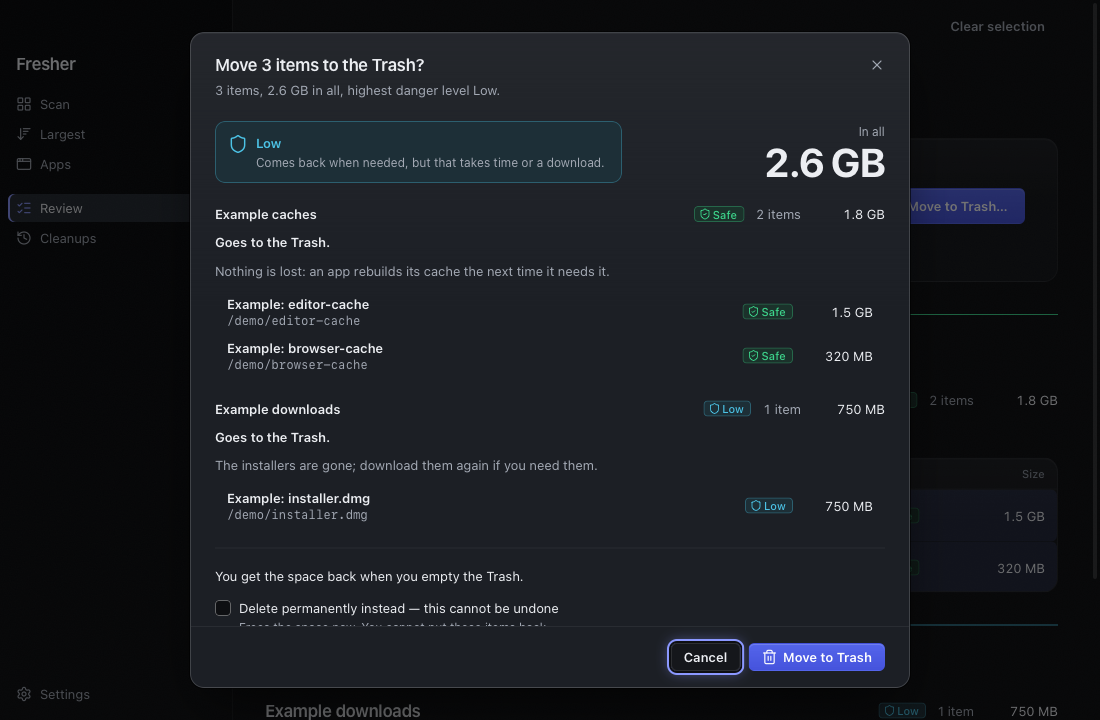 Clear selection
Fresher
Scan
Largest
Apps
Review
Cleanups
Settings
Move 3 items to the Trash?
3 items, 2.6 GB in all, highest danger level Low.
Low
Comes back when needed, but that takes time or a download.
In all
2.6 GB
Example caches Safe 2 items 1.8 GB
Goes to the Trash.
Nothing is lost: an app rebuilds its cache the next time it needs it.
Example: editor-cache Safe 1.5 GB
/demo/editor-cache
Example: browser-cache Safe 320 MB
/demo/browser-cache
Example downloads Low 1 item 750 MB
Goes to the Trash.
The installers are gone; download them again if you need them.
Example: installer.dmg Low 750 MB
/demo/installer.dmg
You get the space back when you empty the Trash.
Delete permanently instead — this cannot be undone
Cancel Move to Trash
Move to Trash...
2 items 1.8 GB
Size
1.5 GB
320 MB
Example downloads Low 1 item 750 MB